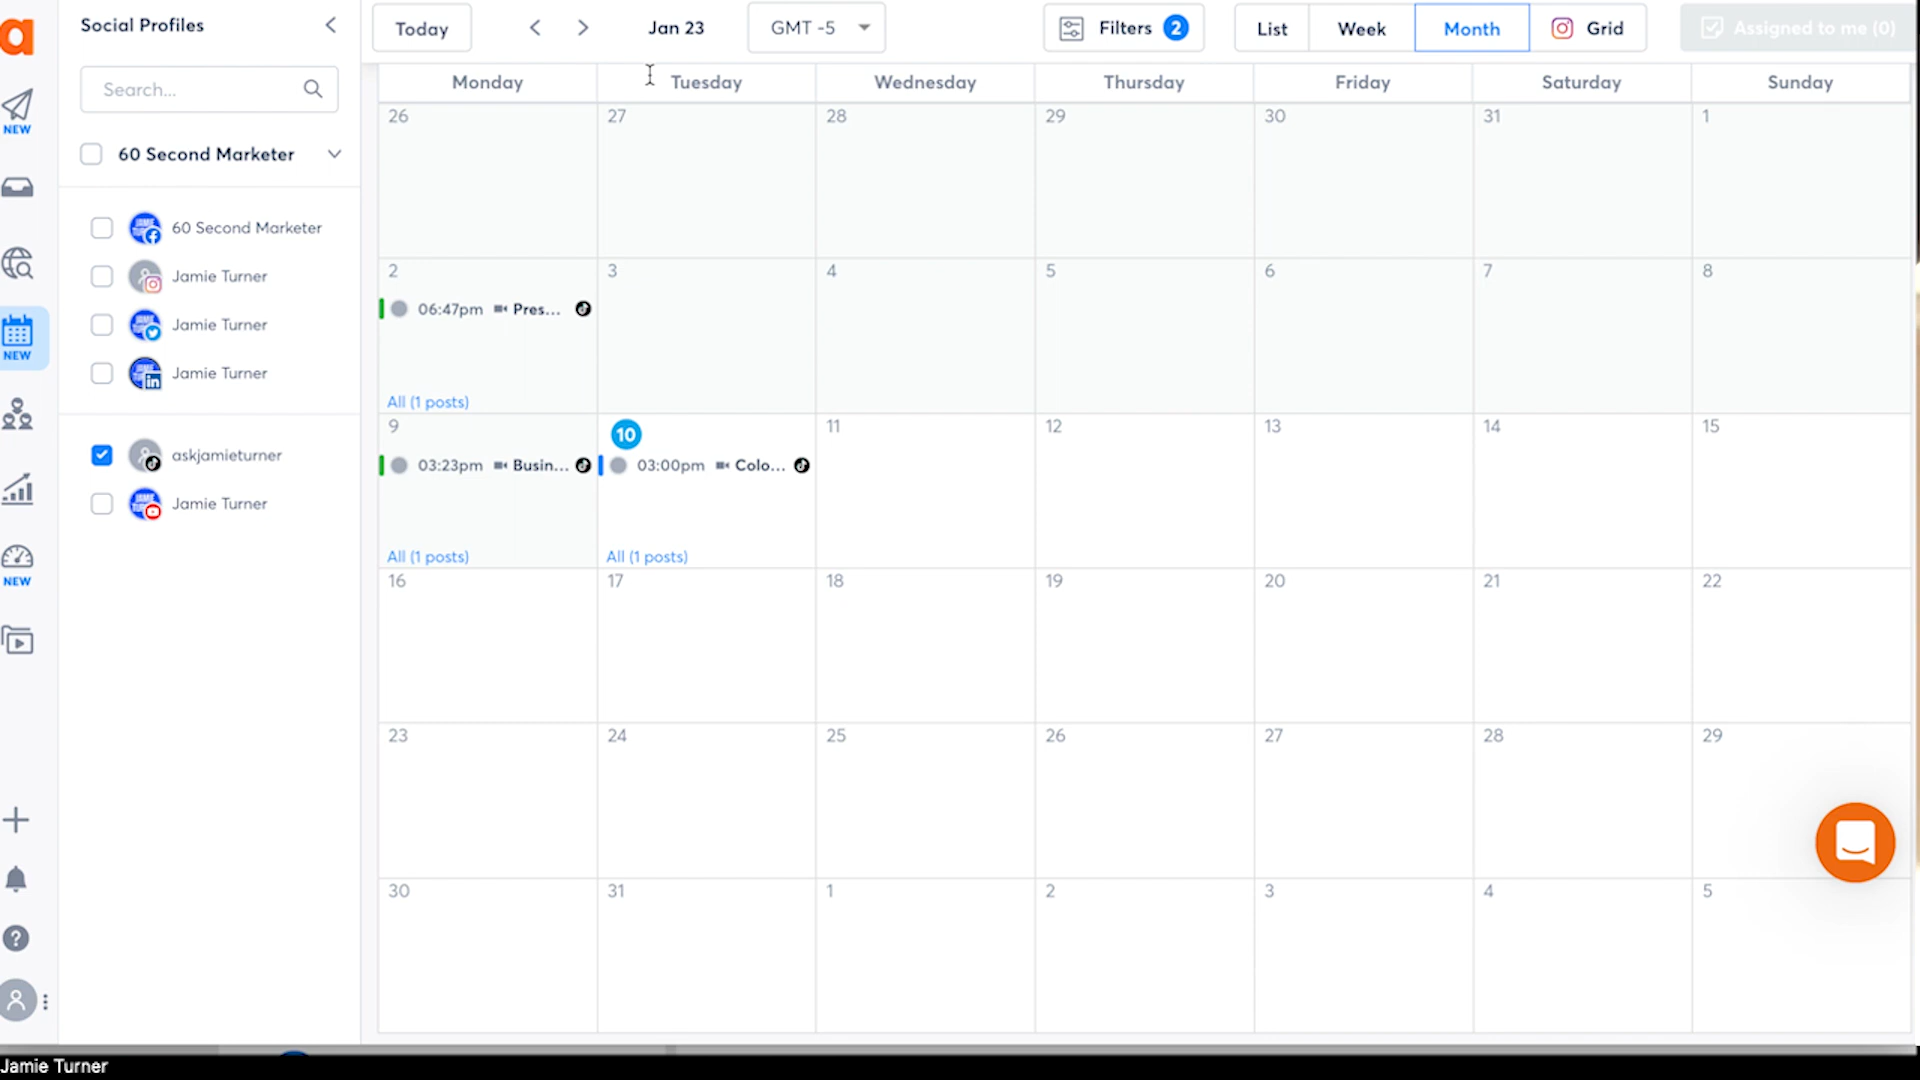 Social Profiles
Search...
60 Second Marketer
60 Second Marketer
Jamie Turner
Jamie Turner
Jamie Turner
askjamieturner
Jamie Turner
NEW
NEW
NEW
Today
Jan 23
GMT -5
Filters 2
List
Week
Month
Grid
Assigned to me (0)
Monday Tuesday Wednesday Thursday Friday Saturday Sunday
26 27 28 29 30 31 1
2 3 4 5 6 7 8
06:47pm Pres...
All (1 posts)
9 10 11 12 13 14 15
03:23pm Busin... 03:00pm Colo...
All (1 posts) All (1 posts)
16 17 18 19 20 21 22
23 24 25 26 27 28 29
30 31 1 2 3 4 5
Jamie Turner